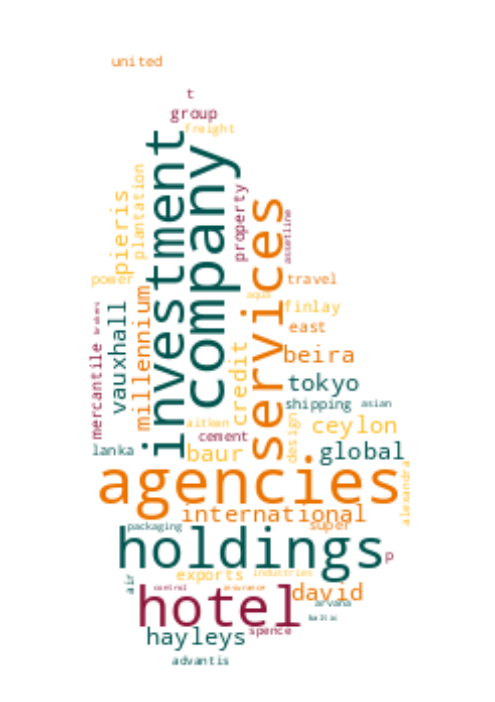 united
t
group
freight
investment
company
services
property
assetline
plantation
pieris
power
travel
aqua
finlay
east
millennium
vauxhall
brokers
mercantile
credit
beira
tokyo
shipping
asian
aitken
cement
design
ceylon
lanka
baur
global
alexandra
agencies
international
super
packaging
holdings
p
exports
industries
air
control
insurance
david
arvana
hotel
baltic
hayleys
spence
advantis